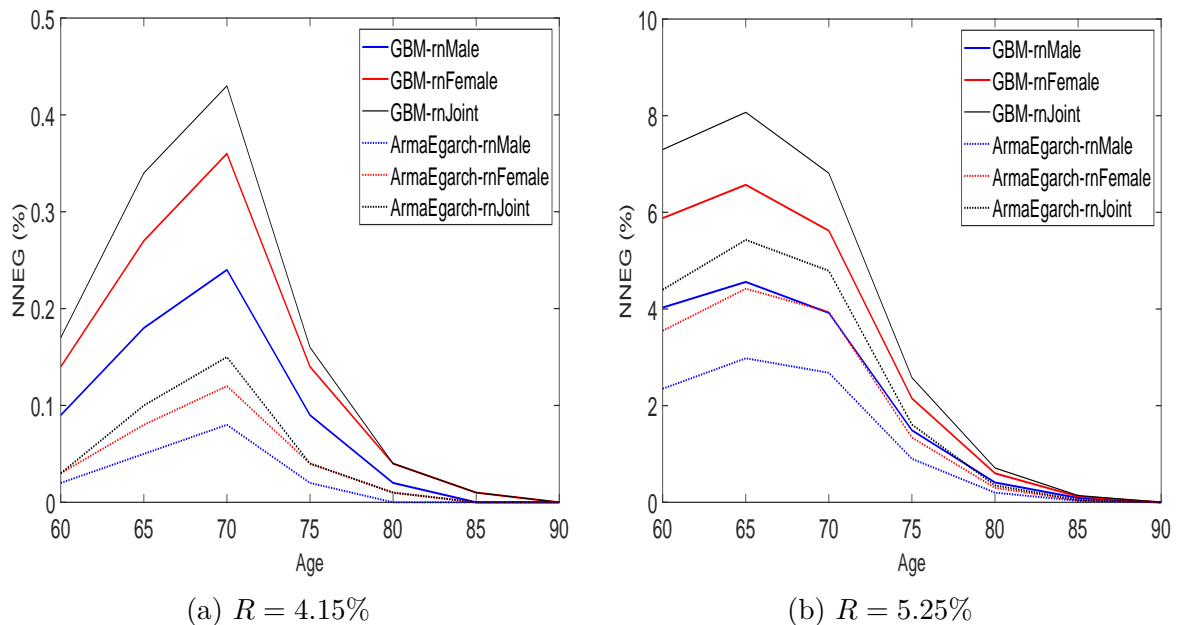 0.5
0.4
0.3
0.2
0.1
0
NNEG (%)
60 65 70 75 80 85 90
Age
GBM-rnMale
GBM-rnFemale
GBM-rnJoint
ArmaEgarch-rnMale
ArmaEgarch-rnFemale
ArmaEgarch-rnJoint
(a) R = 4.15%
10
8
6
4
2
0
NNEG (%)
60 65 70 75 80 85 90
Age
GBM-rnMale
GBM-rnFemale
GBM-rnJoint
ArmaEgarch-rnMale
ArmaEgarch-rnFemale
ArmaEgarch-rnJoint
(b) R = 5.25%